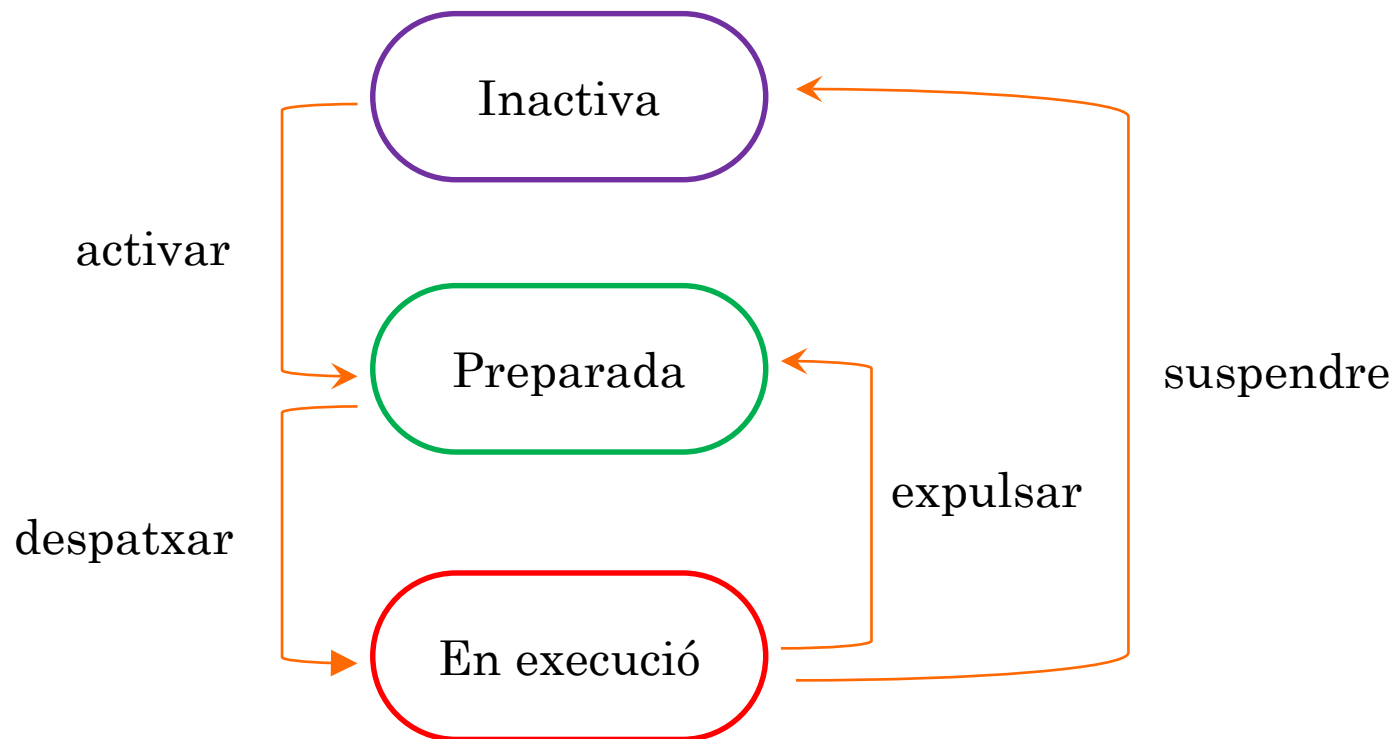 Inactiva
activar
Preparada
suspendre
expulsar
despatxar
En execució